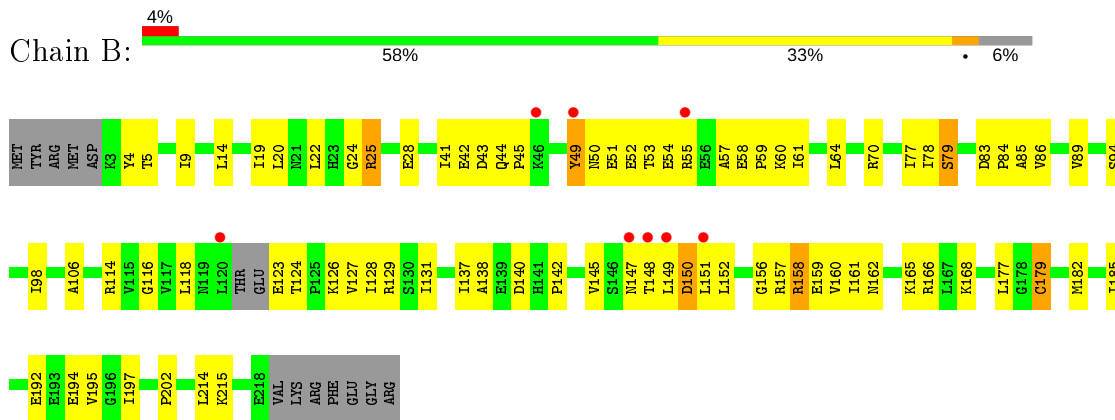 4%
Chain B:
58% 33% • 6%
MET TYR ARG MET ASP K3 Y4 T5 I9 L14 I19 L20 N21 L22 H23 G24 R25 E28 I41 E42 D43 Q44 P45 K46 Y49 N50 E51 E52 T53 E54 R55 E56 A57 E58 P59 K60 I61 L64 R70 I77 I78 S79 D83 P84 A85 V86 V89
I98 A106 R114 V115 G116 V117 L118 N119 L120 THR GLU E123 T124 P125 K126 V127 I128 R129 S130 I131 I137 A138 E139 D140 H141 P142 V145 S146 N147 T148 L149 D150 L151 L152 G156 R157 R158 E159 V160 I161 N162 K165 R166 L167 K168 L177 G178 C179 M182
E192 E193 E194 V195 G196 I197 P202 L214 K215 E218 VAL LYS ARG PHE GLU GLY ARG